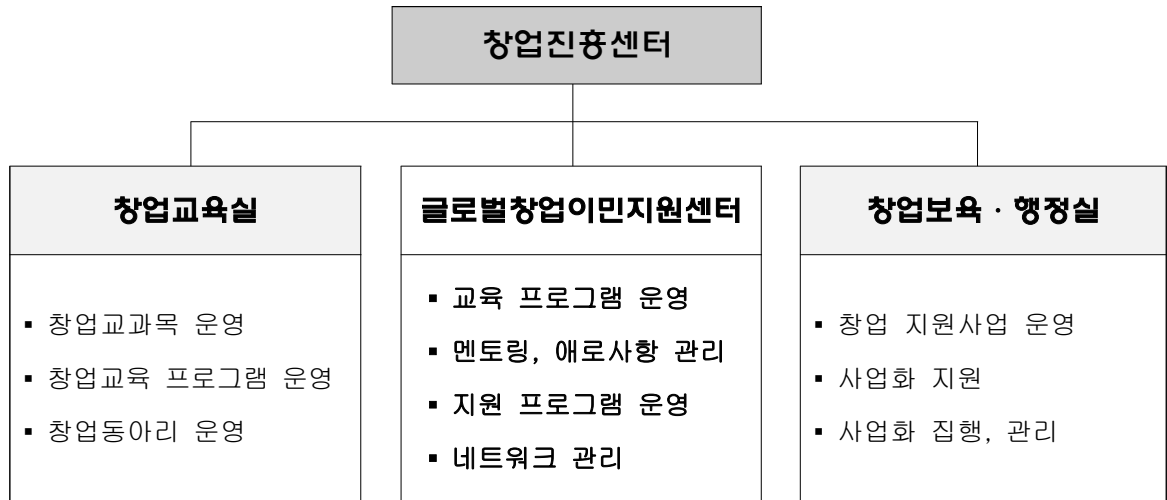 창업진흥센터
창업교육실
▪ 창업교과목 운영
▪ 창업교육 프로그램 운영
▪ 창업동아리 운영
글로벌창업이민지원센터
▪ 교육 프로그램 운영
▪ 멘토링, 애로사항 관리
▪ 지원 프로그램 운영
▪ 네트워크 관리
창업보육 · 행정실
▪ 창업 지원사업 운영
▪ 사업화 지원
▪ 사업화 집행, 관리